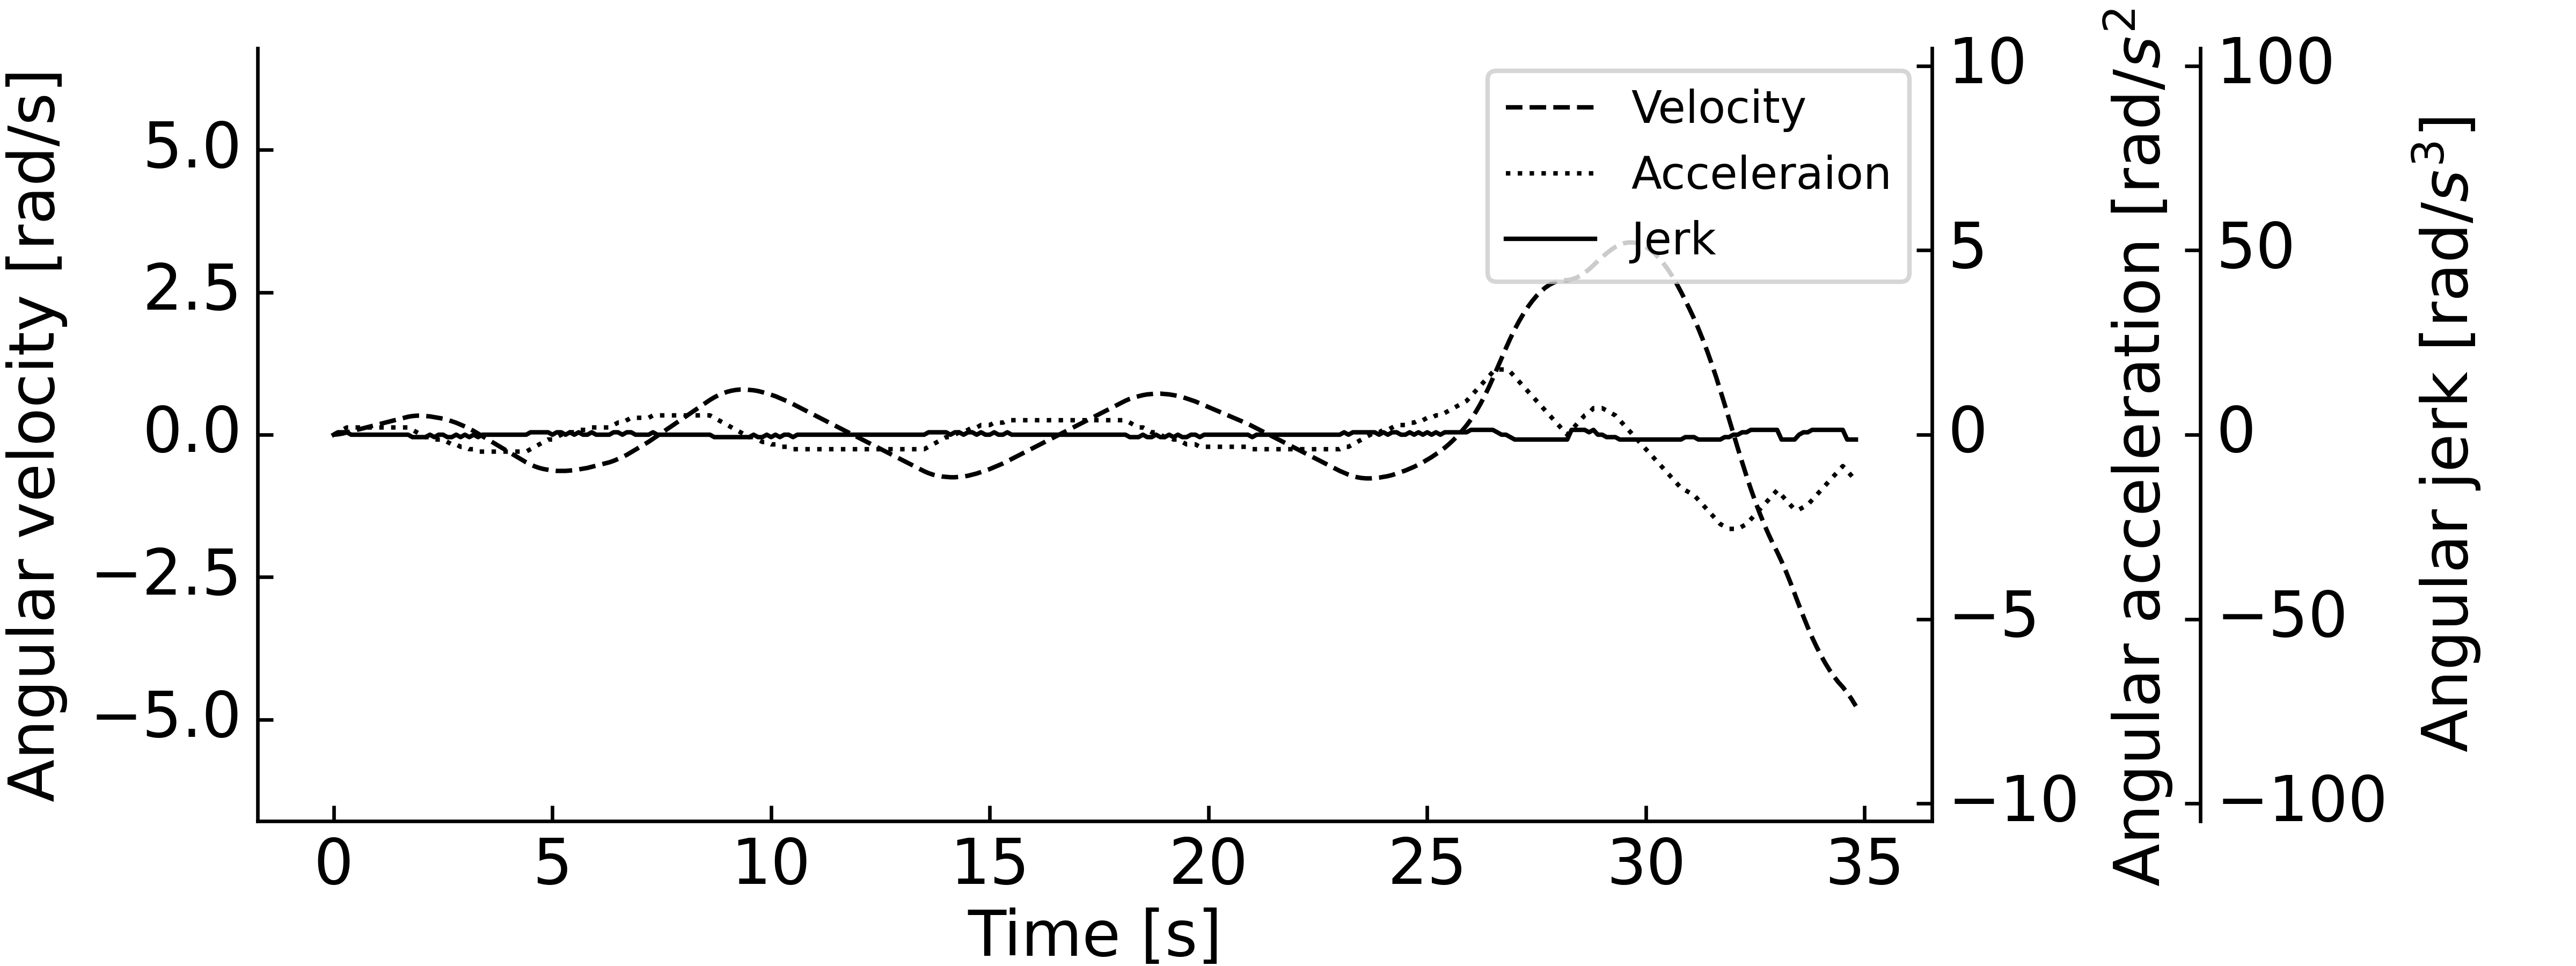 Angular velocity [rad/s]
5.0
2.5
0.0
−2.5
−5.0
Velocity
Acceleraion
Jerk
0 5 10 15 20 25 30 35
Time [s]
10
5
0
−5
−10
Angular acceleration [rad/s²
100
50
0
−50
−100
Angular jerk [rad/s³]